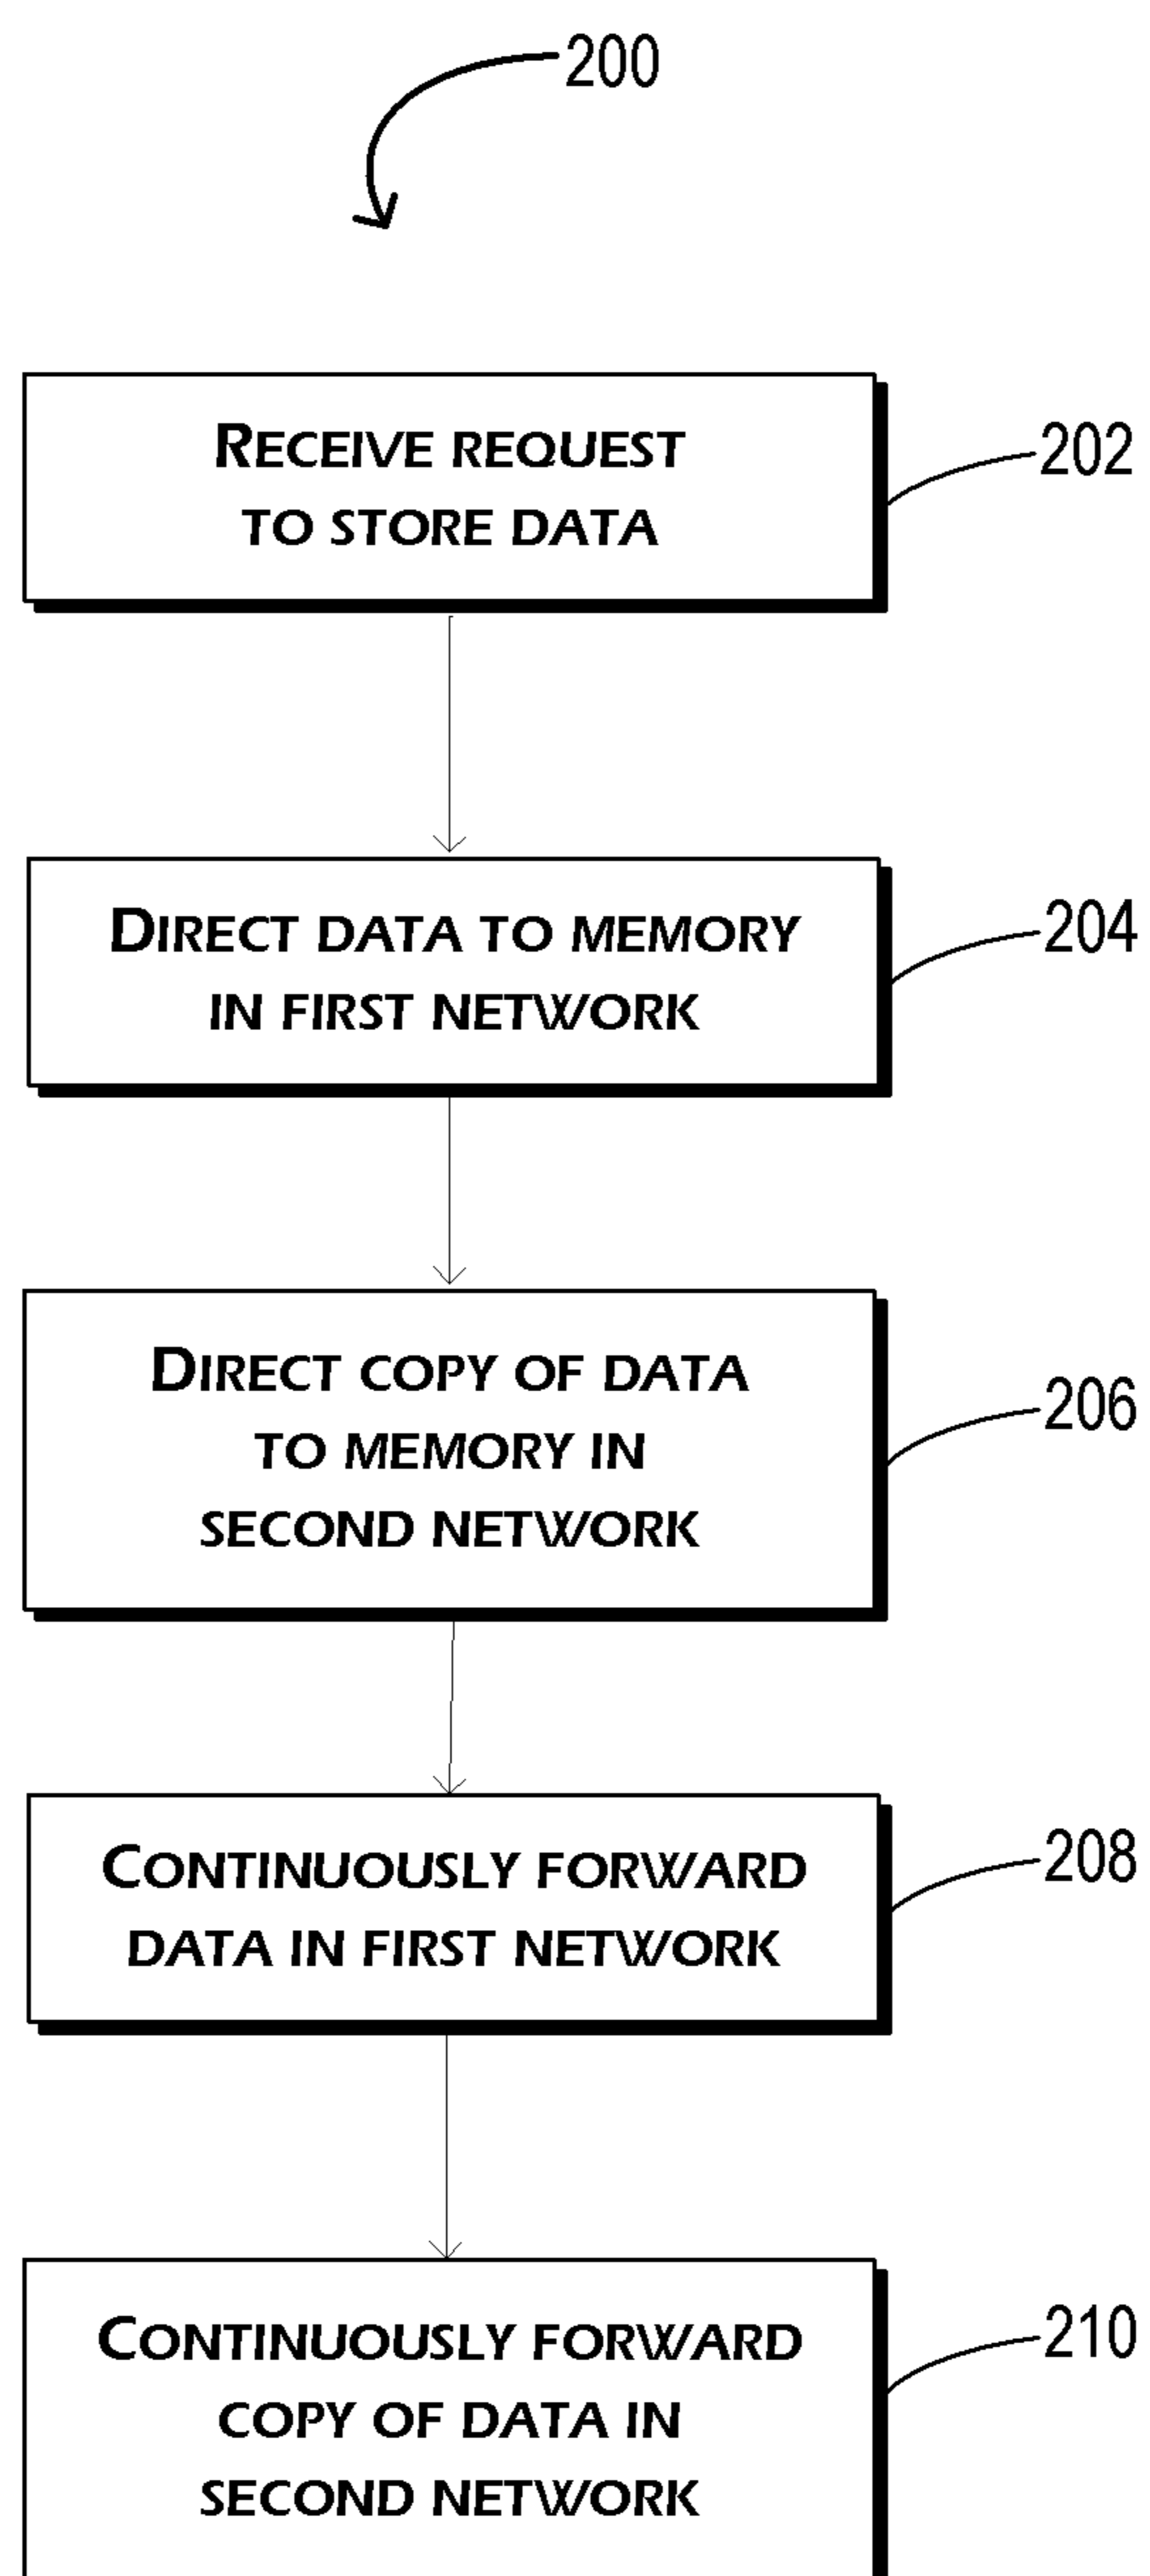 200
RECEIVE REQUEST
TO STORE DATA
202
DIRECT DATA TO MEMORY
IN FIRST NETWORK
204
DIRECT COPY OF DATA
TO MEMORY IN
SECOND NETWORK
206
CONTINUOUSLY FORWARD
DATA IN FIRST NETWORK
208
CONTINUOUSLY FORWARD
COPY OF DATA IN
SECOND NETWORK
210